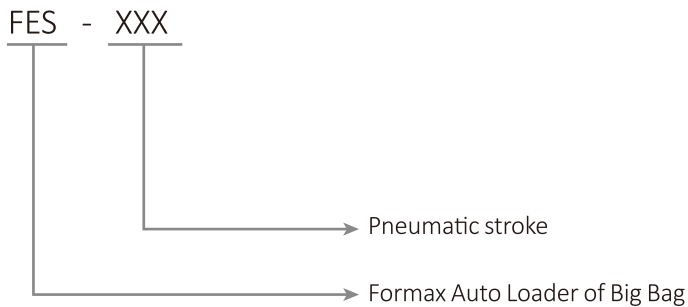 FES - XXX
Pneumatic stroke
Formax Auto Loader of Big Bag